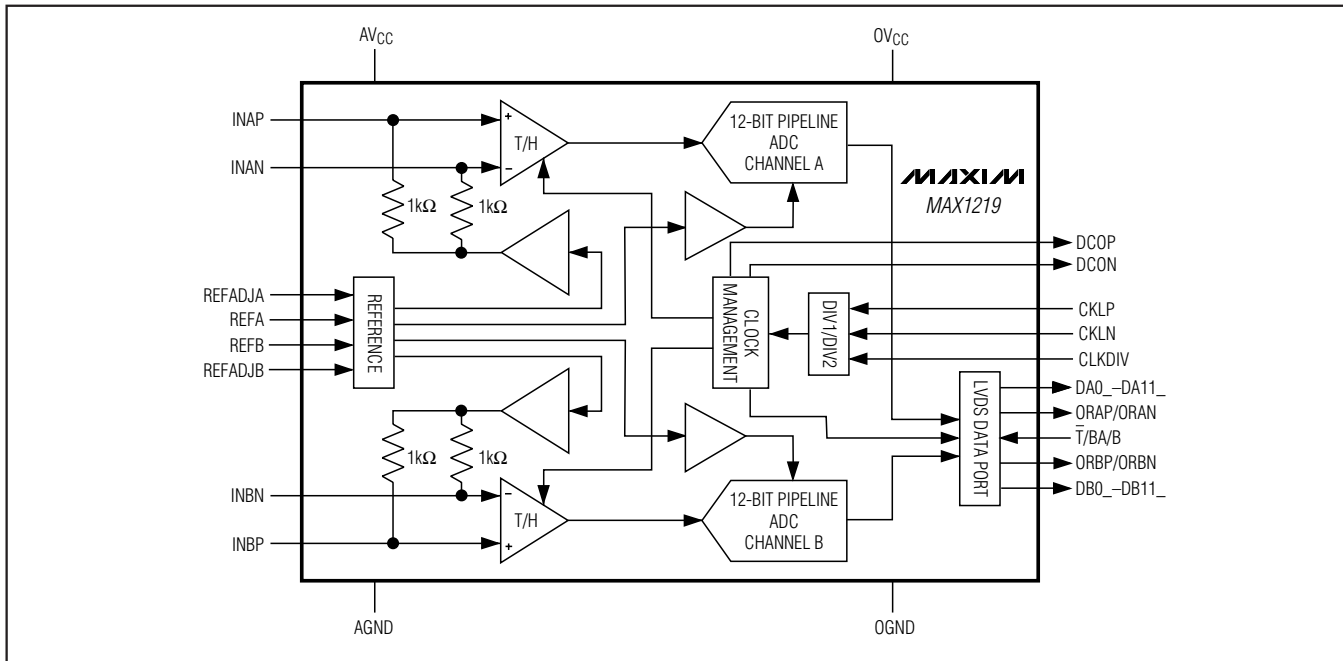 AVCC
OVCC
INAP
INAN
+
T/H
−
12-BIT PIPELINE
ADC
CHANNEL A
MAXIM
MAX1219
1kΩ
1kΩ
DCOP
DCON
REFADJA
REFA
REFB
REFADJB
REFERENCE
CLOCK
MANAGEMENT
DIV1/DIV2
CKLP
CKLN
CLKDIV
LVDS DATA PORT
DA0_–DA11_
ORAP/ORAN
T̅/BA/B
ORBP/ORBN
DB0_–DB11_
1kΩ
1kΩ
INBN
INBP
−
T/H
+
12-BIT PIPELINE
ADC
CHANNEL B
AGND
OGND